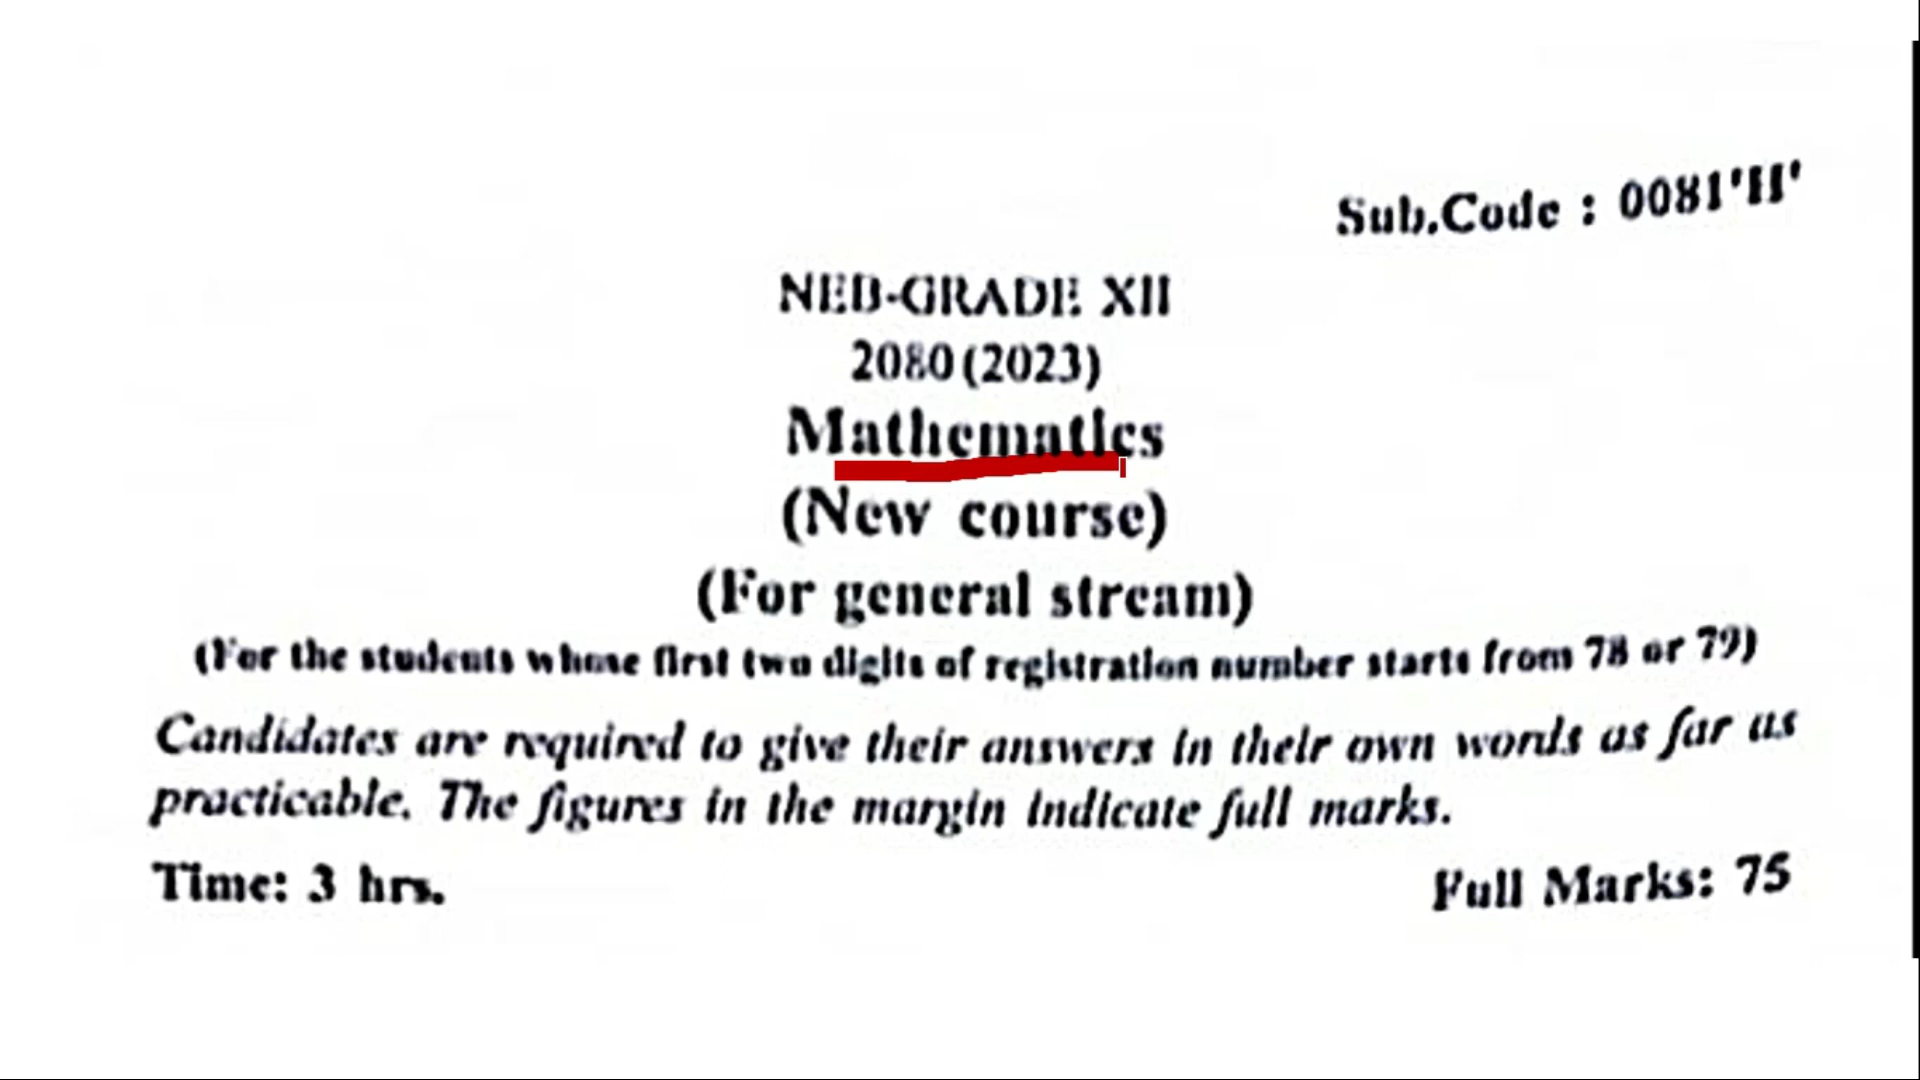 Sub.Code : 0081'H'
NEB-GRADE XII
2080 (2023)
Mathematics
(New course)
(For general stream)
(For the students whose first two digits of registration number starts from 78 or 79)
Candidates are required to give their answers in their own words as far as
practicable. The figures in the margin indicate full marks.
Time: 3 hrs.
Full Marks: 75